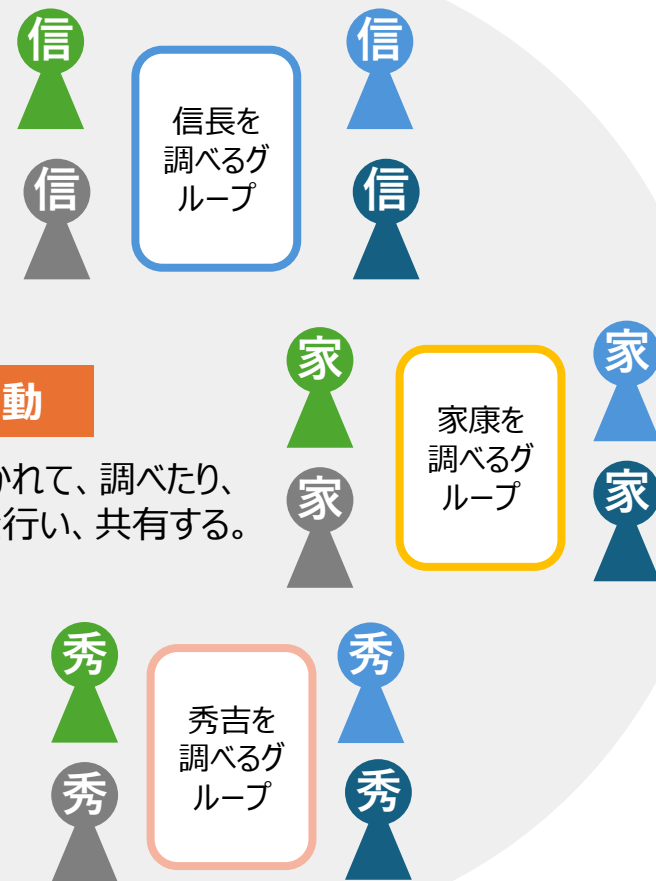 信
信
信長を
調べるグ
ループ
信
信
動
かれて、調べたり、
行い、共有する。
家
家
家康を
調べるグ
ループ
家
家
秀
秀
秀吉を
調べるグ
ループ
秀
秀